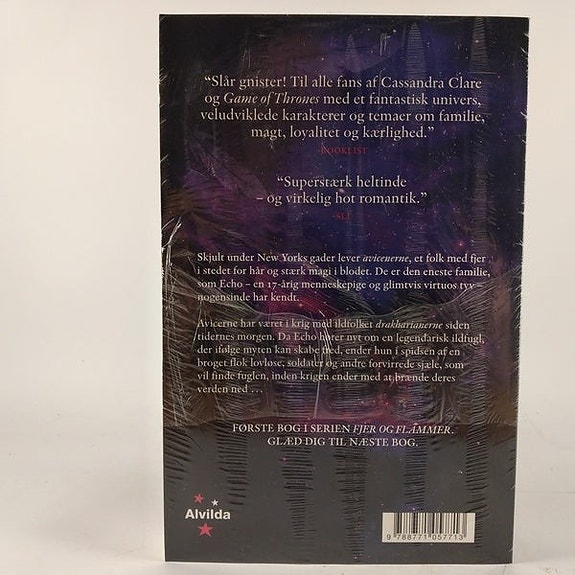 “Slår gnister! Til alle fans af Cassandra Clare
og Game of Thrones med et fantastisk univers,
veludviklede karakterer og temaer om familie,
magt, loyalitet og kærlighed.”
-BOOKLIST
“Superstærk heltinde
– og virkelig hot romantik.”
-SLJ
Skjult under New Yorks gader lever avicenerne, et folk med fjer
i stedet for hår og stærk magi i blodet. De er den eneste familie,
som Echo – en 17-årig menneskepige og glimtvis virtuos tyv –
nogensinde har kendt.
Avicerne har været i krig med ildfolket drakharianerne siden
tidernes morgen. Da Echo hører nyt om en legendarisk ildfugl,
der ifølge myten kan skabe fred, ender hun i spidsen af en
broget flok lovløse, soldater og andre forvirrede sjæle, som
vil finde fuglen, inden krigen ender med at brænde deres
verden ned …
FØRSTE BOG I SERIEN FJER OG FLAMMER.
GLÆD DIG TIL NÆSTE BOG.
Alvilda
9 788771 057713